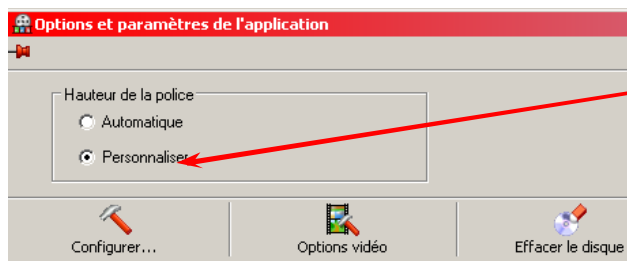 Options et paramètres de l'application
Hauteur de la police
Automatique
Personnaliser
Configurer...
Options vidéo
Effacer le disque